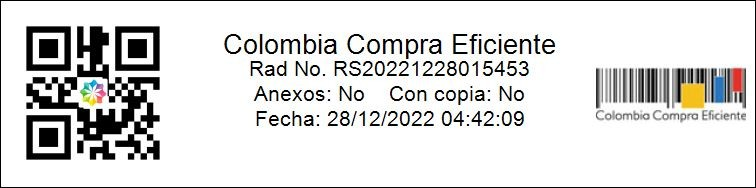 Colombia Compra Eficiente
Rad No. RS20221228015453
Anexos: No    Con copia: No
Fecha: 28/12/2022 04:42:09
Colombia Compra Eficiente